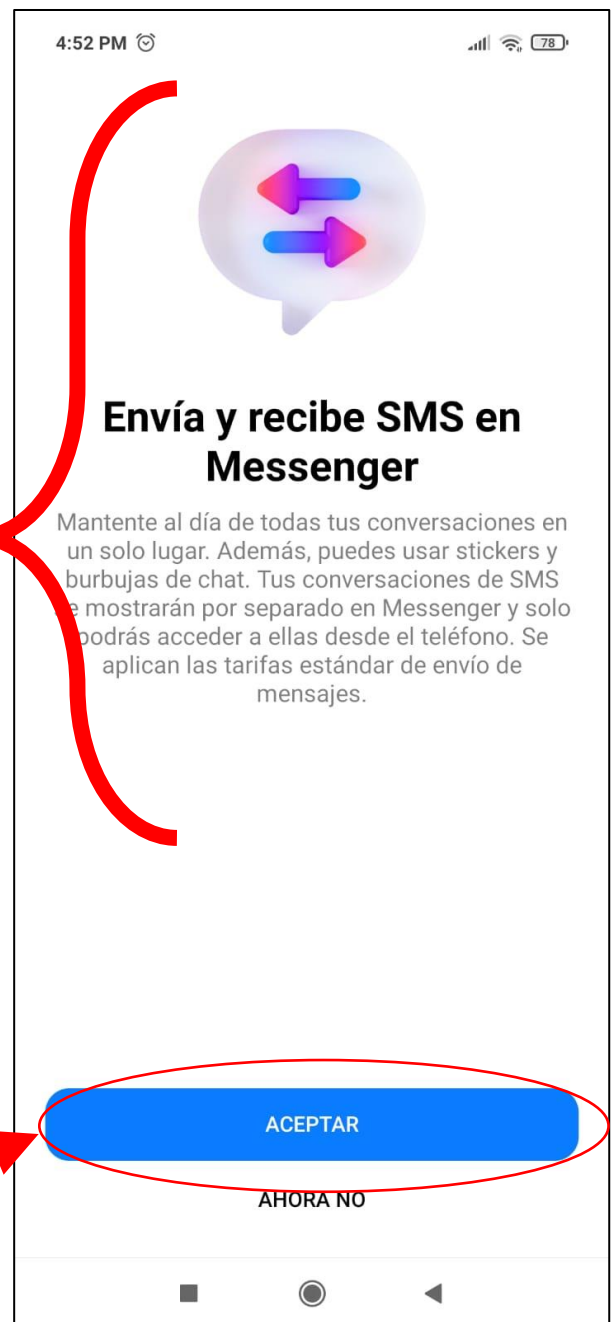 4:52 PM
78
Envía y recibe SMS en
Messenger
Mantente al día de todas tus conversaciones en
un solo lugar. Además, puedes usar stickers y
burbujas de chat. Tus conversaciones de SMS
se mostrarán por separado en Messenger y solo
podrás acceder a ellas desde el teléfono. Se
aplican las tarifas estándar de envío de
mensajes.
ACEPTAR
AHORA NO